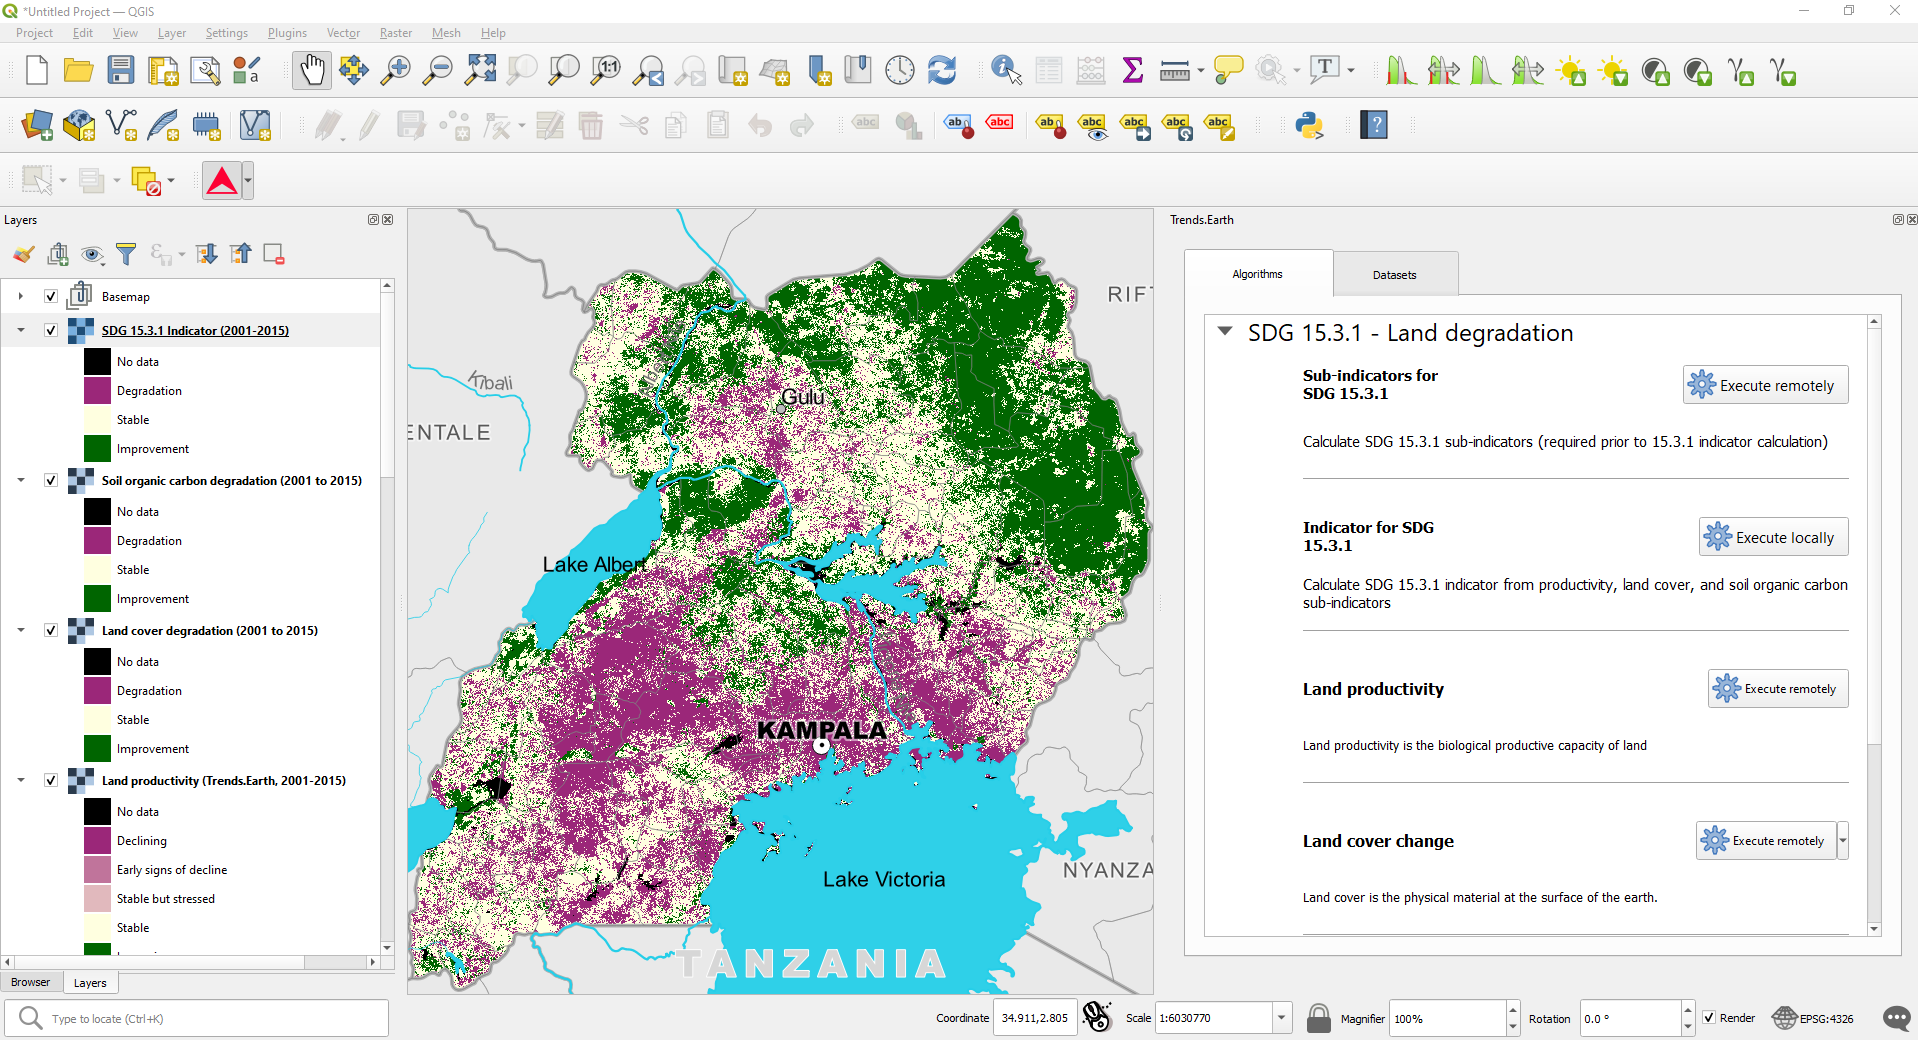 *Untitled Project — QGIS
Project Edit View Layer Settings Plugins Vector Raster Mesh Help
Layers
Basemap
SDG 15.3.1 Indicator (2001-2015)
No data
Degradation
Stable
Improvement
Soil organic carbon degradation (2001 to 2015)
No data
Degradation
Stable
Improvement
Land cover degradation (2001 to 2015)
No data
Degradation
Stable
Improvement
Land productivity (Trends.Earth, 2001-2015)
No data
Declining
Early signs of decline
Stable but stressed
Stable
Browser Layers
Type to locate (Ctrl+K)
RIFT
Kibali
Gulu
ENTALE
Lake Albert
KAMPALA
Lake Victoria
NYANZA
TANZANIA
Trends.Earth
Algorithms Datasets
SDG 15.3.1 - Land degradation
Sub-indicators for
SDG 15.3.1
Execute remotely
Calculate SDG 15.3.1 sub-indicators (required prior to 15.3.1 indicator calculation)
Indicator for SDG
15.3.1
Execute locally
Calculate SDG 15.3.1 indicator from productivity, land cover, and soil organic carbon
sub-indicators
Land productivity
Execute remotely
Land productivity is the biological productive capacity of land
Land cover change
Execute remotely
Land cover is the physical material at the surface of the earth.
Coordinate 34.911,2.805 Scale 1:6030770 Magnifier 100% Rotation 0.0 ° Render EPSG:4326